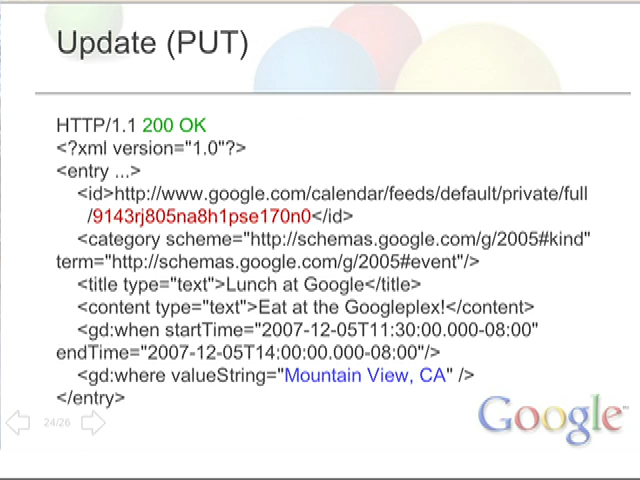 Update (PUT)
HTTP/1.1 200 OK
<?xml version="1.0"?>
<entry ...>
<id>http://www.google.com/calendar/feeds/default/private/full
/9143rj805na8h1pse170n0</id>
<category scheme="http://schemas.google.com/g/2005#kind"
term="http://schemas.google.com/g/2005#event"/>
<title type="text">Lunch at Google</title>
<content type="text">Eat at the Googleplex!</content>
<gd:when startTime="2007-12-05T11:30:00.000-08:00"
endTime="2007-12-05T14:00:00.000-08:00"/>
<gd:where valueString="Mountain View, CA" />
</entry>
24/26
Google™